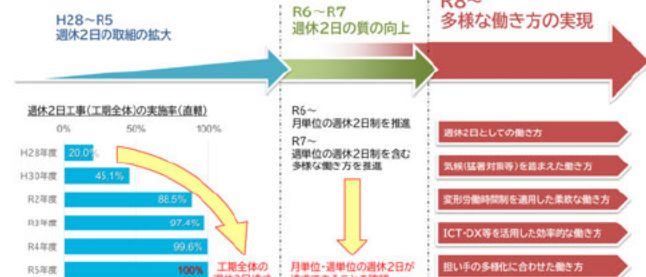 H28～R5
週休2日の取組の拡大
R6～R7
週休2日の質の向上
R8～
多様な働き方の実現
週休2日工事(工期全体)の実施率(直轄)
0% 50% 100%
H28年度 20.0%
H30年度 45.1%
R2年度 86.5%
R3年度 97.4%
R4年度 99.6%
R5年度 100%
工期全体の
R6～
月単位の週休2日制を推進
R7～
週単位の週休2日制を含む
多様な働き方を推進
月単位・週単位の週休2日が
週休2日としての働き方
気候(猛暑対策等)を踏まえた働き方
変形労働時間制を適用した柔軟な働き方
ICT・DX等を活用した効率的な働き方
担い手の多様化に合わせた働き方